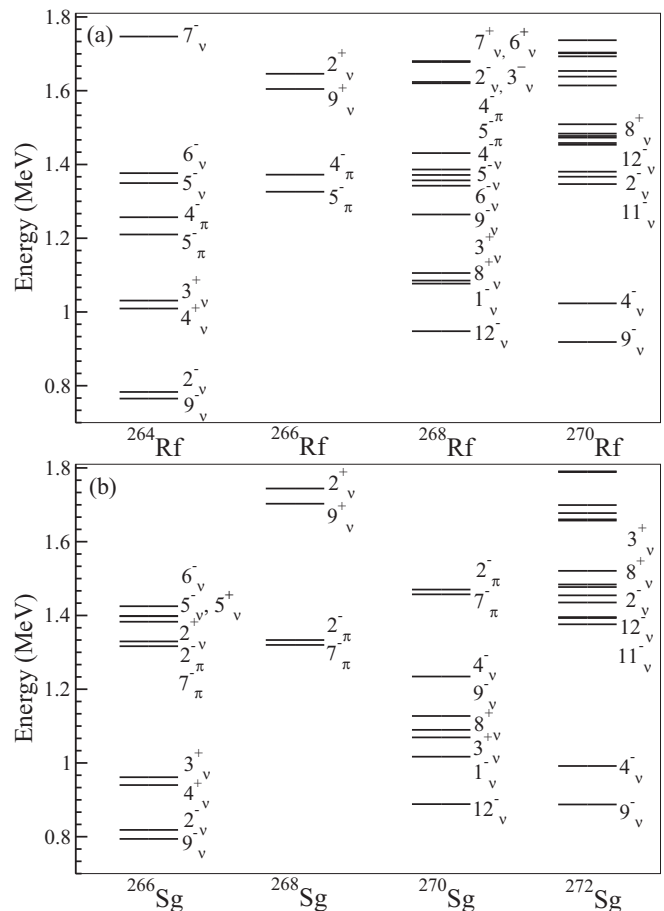 (a)
Energy (MeV)
1.8
1.6
1.4
1.2
1
0.8
7⁻ν
6⁻ν
5⁻ν
4⁻π
5⁻π
3⁺ν
4⁺ν
2⁻ν
9⁻ν
2⁺ν
9⁺ν
4⁻π
5⁻π
7⁺ν, 6⁺ν
2⁻ν, 3⁻ν
4⁻π
5⁻π
4⁻ν
5⁻ν
6⁻ν
9⁻ν
3⁺ν
8⁺ν
1⁻ν
12⁻ν
8⁺ν
12⁻ν
2⁻ν
11⁻ν
4⁻ν
9⁻ν
²⁶⁴Rf ²⁶⁶Rf ²⁶⁸Rf ²⁷⁰Rf
(b)
Energy (MeV)
1.8
1.6
1.4
1.2
1
0.8
6⁻ν
5⁻ν, 5⁺ν
2⁺ν
2⁻π
7⁻π
3⁺ν
4⁺ν
2⁻ν
9⁻ν
2⁺ν
9⁺ν
2⁻π
7⁻π
2⁻π
7⁻π
4⁻ν
9⁻ν
8⁺ν
3⁺ν
1⁻ν
12⁻ν
3⁺ν
8⁺ν
2⁻ν
12⁻ν
11⁻ν
4⁻ν
9⁻ν
²⁶⁶Sg ²⁶⁸Sg ²⁷⁰Sg ²⁷²Sg